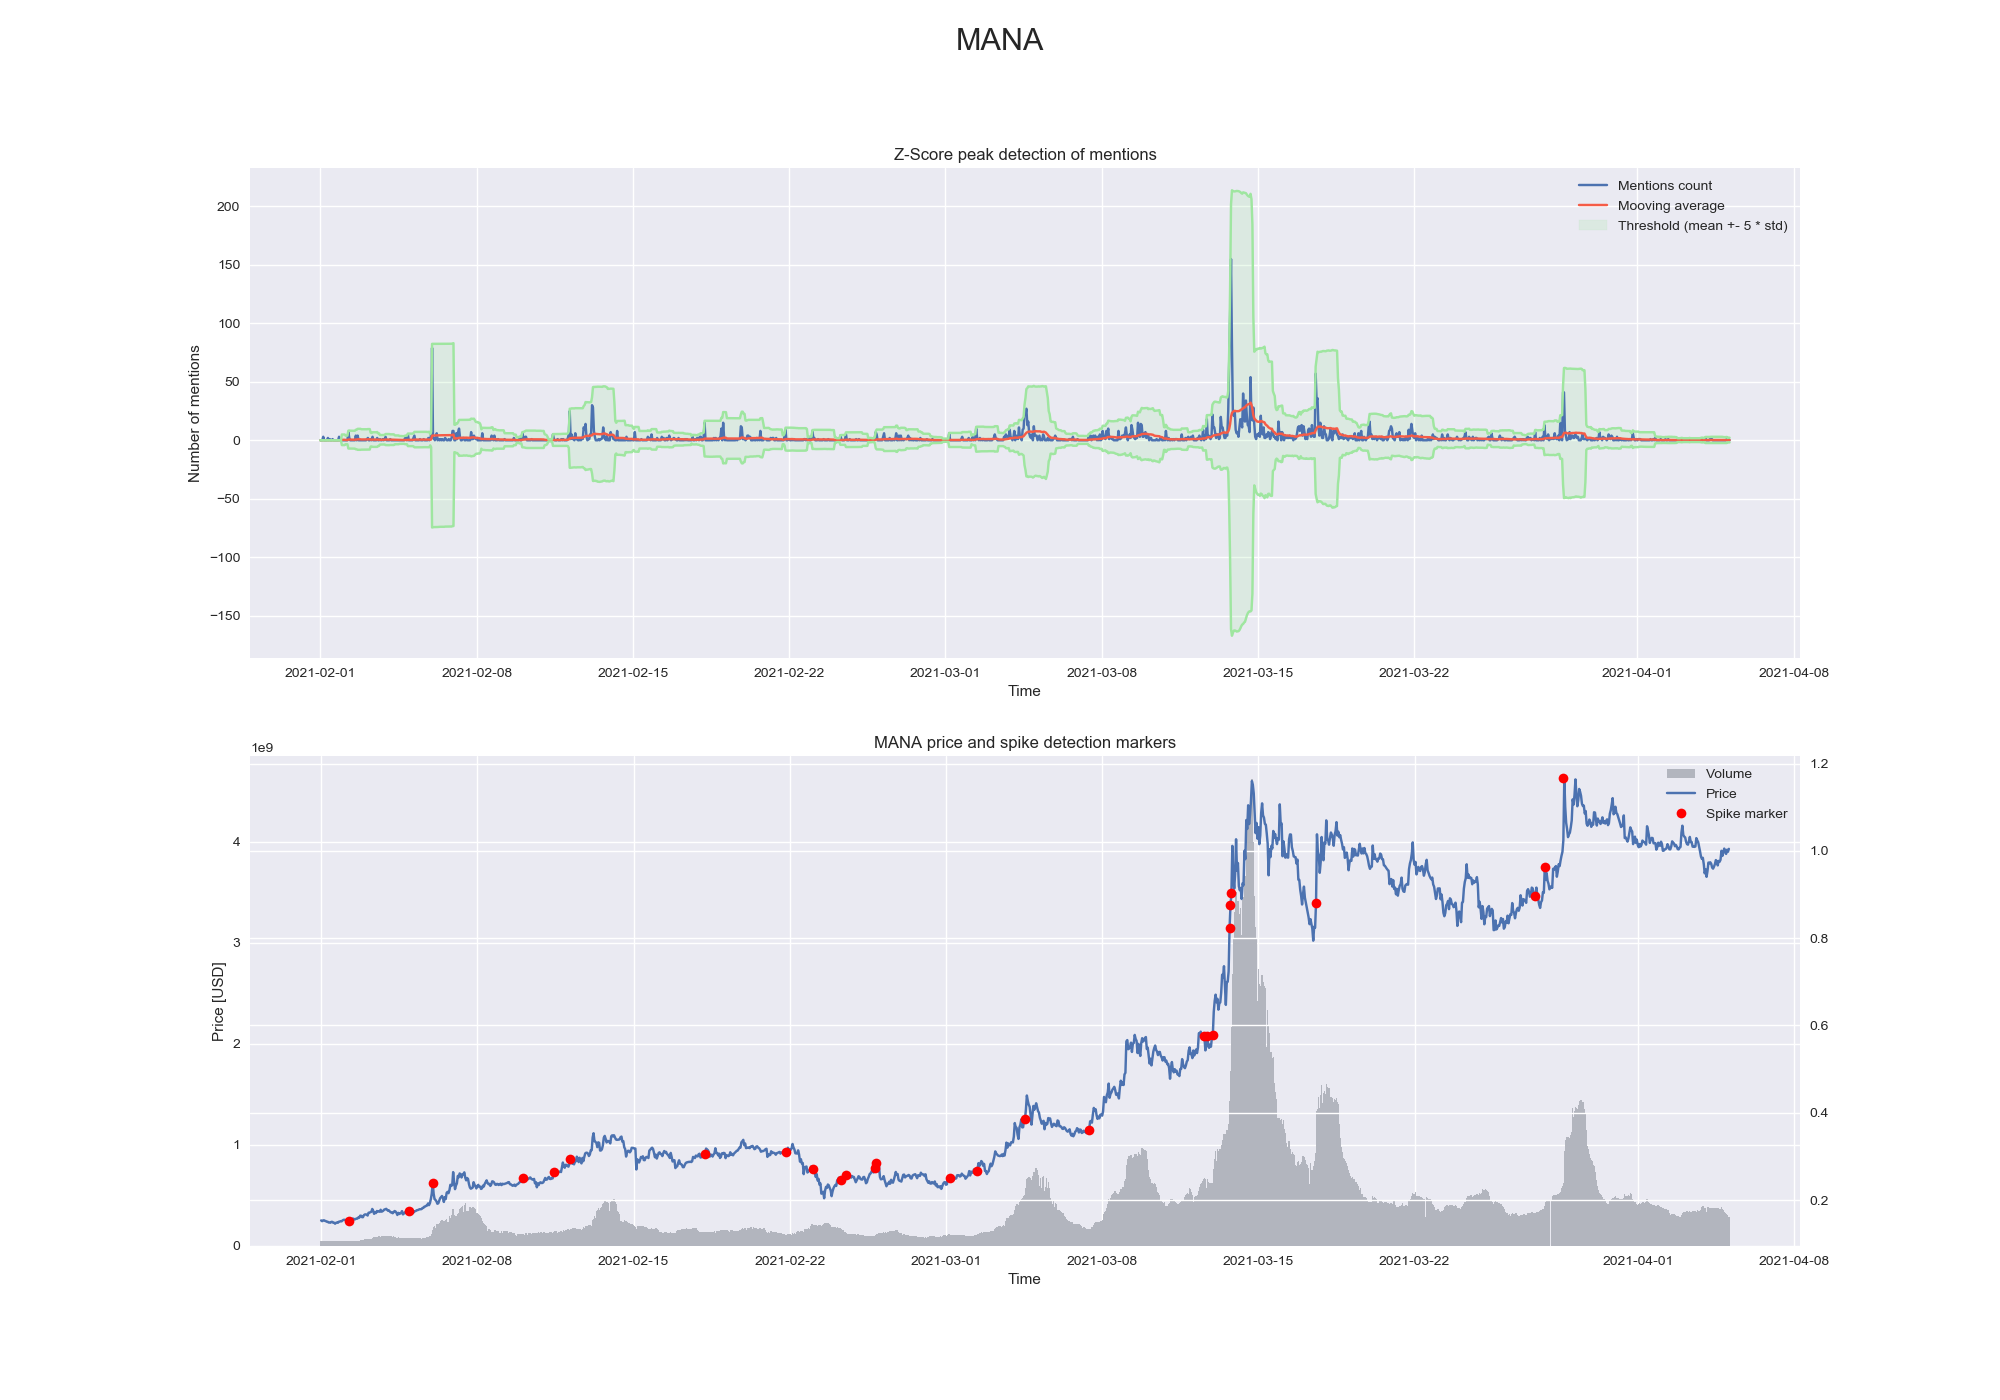 MANA
Z-Score peak detection of mentions
Mentions count
Mooving average
Threshold (mean +- 5 * std)
Number of mentions
200
150
100
50
0
−50
−100
−150
2021-02-01 2021-02-08 2021-02-15 2021-02-22 2021-03-01 2021-03-08 2021-03-15 2021-03-22 2021-04-01 2021-04-08
Time
MANA price and spike detection markers
1e9
Volume
Price
Spike marker
Price [USD]
4
3
2
1
0
1.2
1.0
0.8
0.6
0.4
0.2
2021-02-01 2021-02-08 2021-02-15 2021-02-22 2021-03-01 2021-03-08 2021-03-15 2021-03-22 2021-04-01 2021-04-08
Time